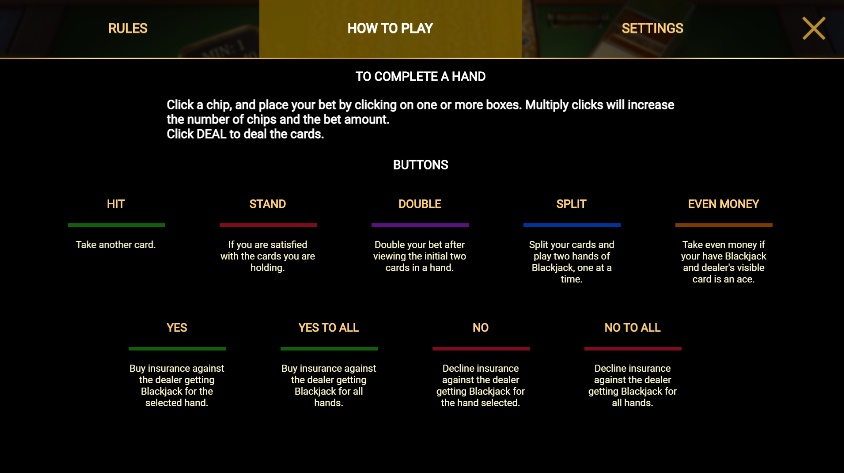 RULES
HOW TO PLAY
SETTINGS
MIN: 1
TO COMPLETE A HAND
Click a chip, and place your bet by clicking on one or more boxes. Multiply clicks will increase
the number of chips and the bet amount.
Click DEAL to deal the cards.
BUTTONS
HIT
Take another card.
STAND
If you are satisfied
with the cards you are
holding.
DOUBLE
Double your bet after
viewing the initial two
cards in a hand.
SPLIT
Split your cards and
play two hands of
Blackjack, one at a
time.
EVEN MONEY
Take even money if
your have Blackjack
and dealer's visible
card is an ace.
YES
Buy insurance against
the dealer getting
Blackjack for the
selected hand.
YES TO ALL
Buy insurance against
the dealer getting
Blackjack for all
hands.
NO
Decline insurance
against the dealer
getting Blackjack for
the hand selected.
NO TO ALL
Decline insurance
against the dealer
getting Blackjack for
all hands.